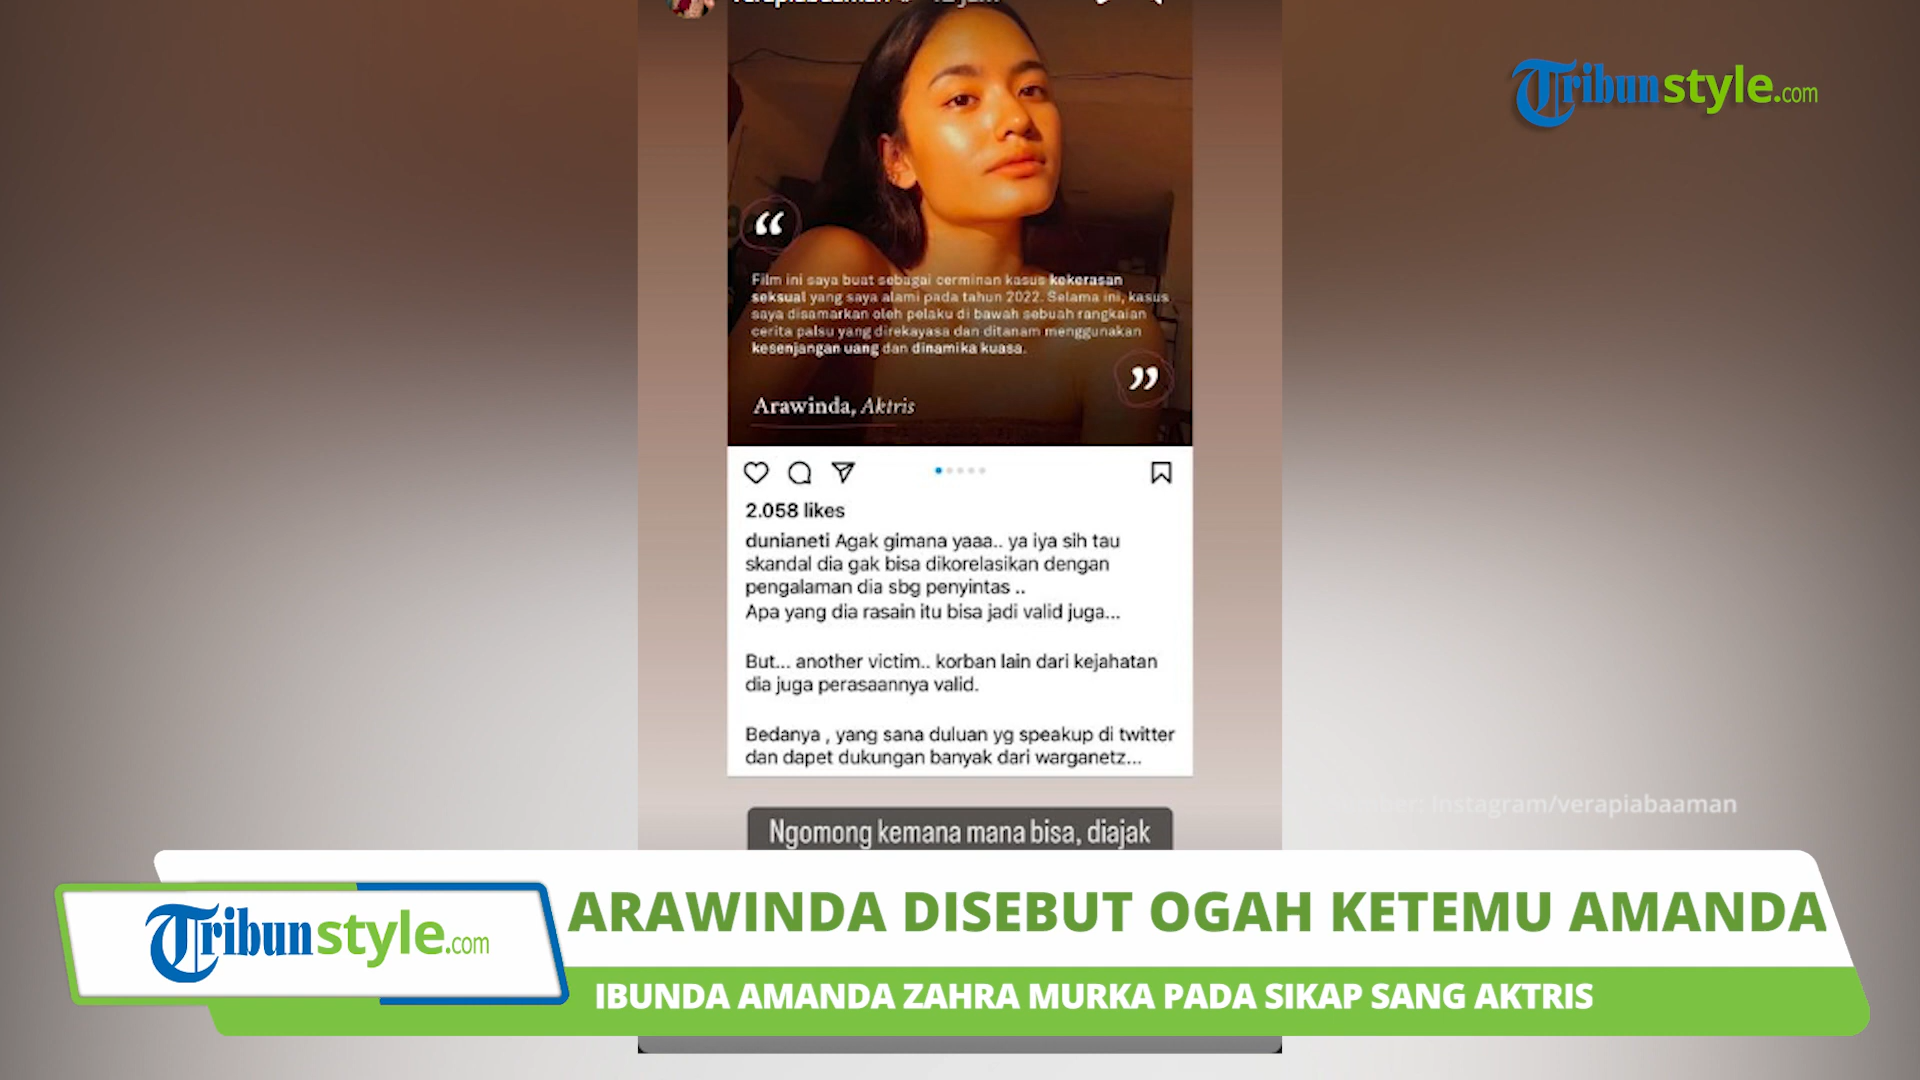 Tribunstyle.com
“
Film ini saya buat sebagai cerminan kasus kekerasan
seksual yang saya alami pada tahun 2022. Selama ini, kasus
saya disamarkan oleh pelaku di bawah sebuah rangkaian
cerita palsu yang direkayasa dan ditanam menggunakan
kesenjangan uang dan dinamika kuasa.
”
Arawinda, Aktris
2.058 likes
dunianeti Agak gimana yaaa.. ya iya sih tau
skandal dia gak bisa dikorelasikan dengan
pengalaman dia sbg penyintas ..
Apa yang dia rasain itu bisa jadi valid juga...
But... another victim.. korban lain dari kejahatan
dia juga perasaannya valid.
Bedanya , yang sana duluan yg speakup di twitter
dan dapet dukungan banyak dari warganetz...
Instagram/verapiabaaman
Ngomong kemana mana bisa, diajak
Tribunstyle.com
ARAWINDA DISEBUT OGAH KETEMU AMANDA
IBUNDA AMANDA ZAHRA MURKA PADA SIKAP SANG AKTRIS